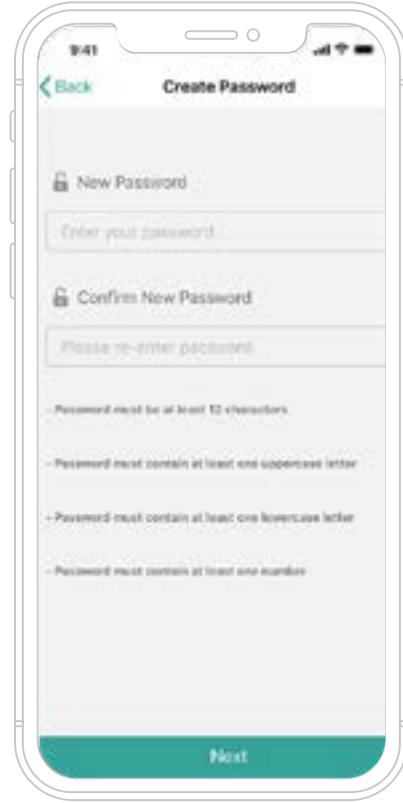 9:41
Back
Create Password
New Password
Enter your password
Confirm New Password
Please re-enter password
- Password must be at least 12 characters
- Password must contain at least one uppercase letter
- Password must contain at least one lowercase letter
- Password must contain at least one number
Next